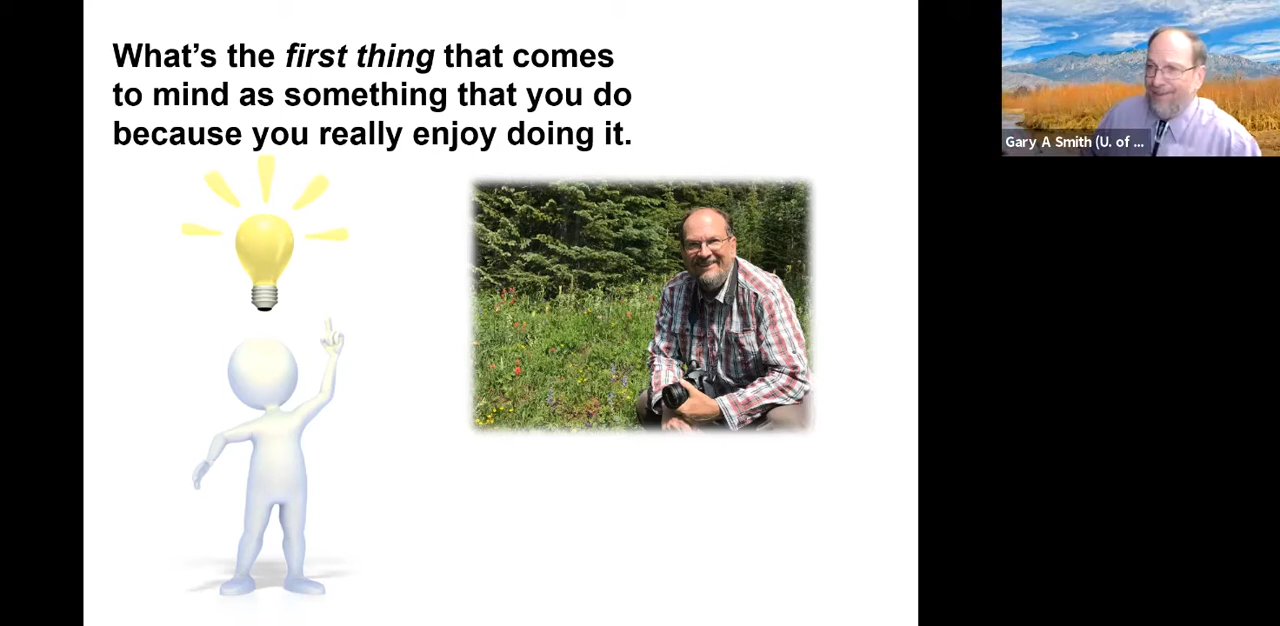 What’s the first thing that comes
to mind as something that you do
because you really enjoy doing it.
Gary A Smith (U. of ...